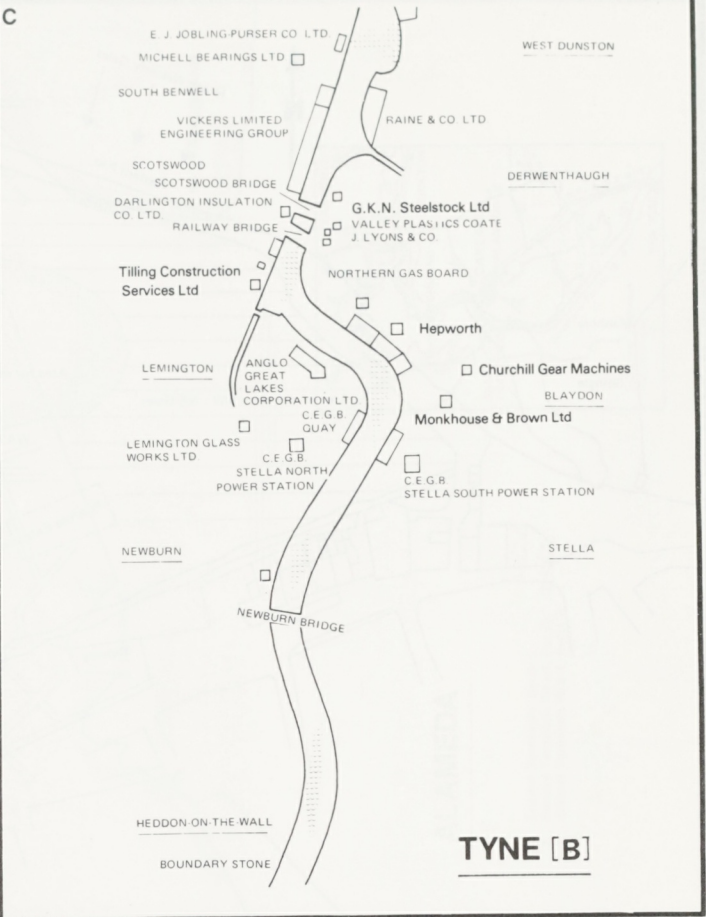 C
E. J. JOBLING-PURSER CO. LTD.
WEST DUNSTON
MICHELL BEARINGS LTD
SOUTH BENWELL
VICKERS LIMITED
ENGINEERING GROUP
RAINE & CO. LTD
SCOTSWOOD
SCOTSWOOD BRIDGE
DERWENTHAUGH
DARLINGTON INSULATION
CO. LTD.
G.K.N. Steelstock Ltd
VALLEY PLASTICS COATE
RAILWAY BRIDGE
J. LYONS & CO.
Tilling Construction
Services Ltd
NORTHERN GAS BOARD
Hepworth
LEMINGTON
ANGLO
GREAT
LAKES
CORPORATION LTD.
Churchill Gear Machines
BLAYDON
C.E.G.B.
QUAY
Monkhouse & Brown Ltd
LEMINGTON GLASS
WORKS LTD
C.E.G.B.
STELLA NORTH
POWER STATION
C.E.G.B.
STELLA SOUTH POWER STATION
NEWBURN
STELLA
NEWBURN BRIDGE
HEDDON-ON-THE-WALL
BOUNDARY STONE
TYNE [B]